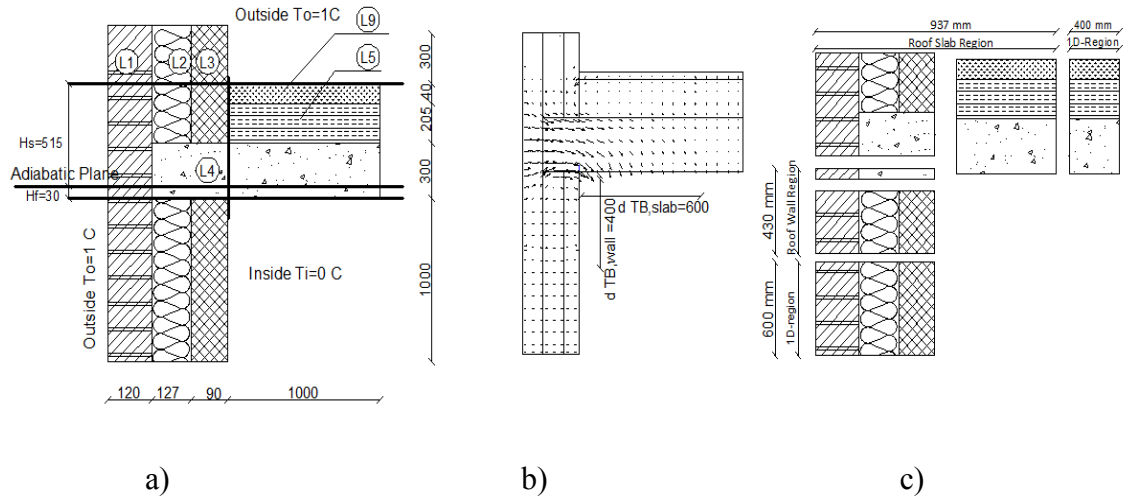 Outside To=1C
L9
L5
L1
L2
L3
L4
Hs=515
Adiabatic Plane
Hf=30
Outside To=1 C
Inside Ti=0 C
300
40
205
300
1000
120
127
90
1000
a)
d TB,slab=600
d TB,wall =400
b)
937 mm
400 mm
Roof Slab Region
1D-Region
430 mm
Roof Wall Region
600 mm
1D-region
c)